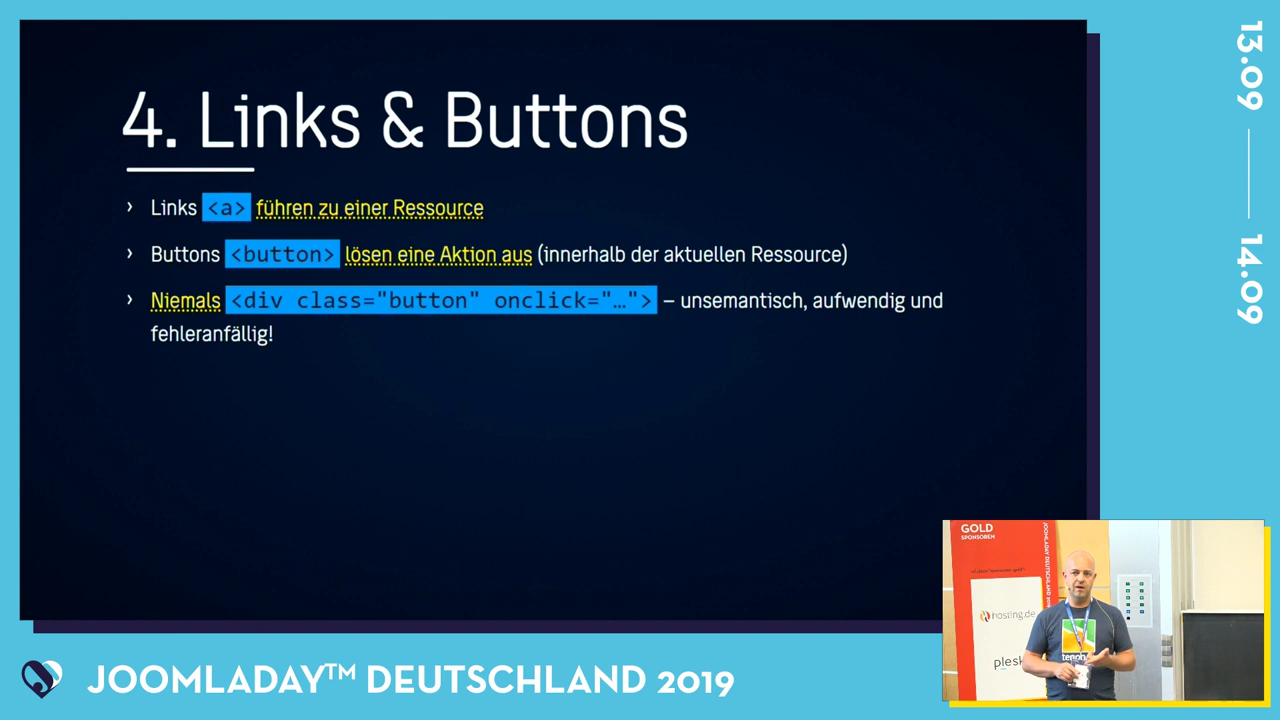 4. Links & Buttons
› Links <a> führen zu einer Ressource
› Buttons <button> lösen eine Aktion aus (innerhalb der aktuellen Ressource)
› Niemals <div class="button" onclick="…"> – unsemantisch, aufwendig und
fehleranfällig!
13.09
14.09
GOLD
SPONSOREN
JOOMLADAY DEUTSCHLAND
hosting.de
plesk
JOOMLADAY™ DEUTSCHLAND 2019